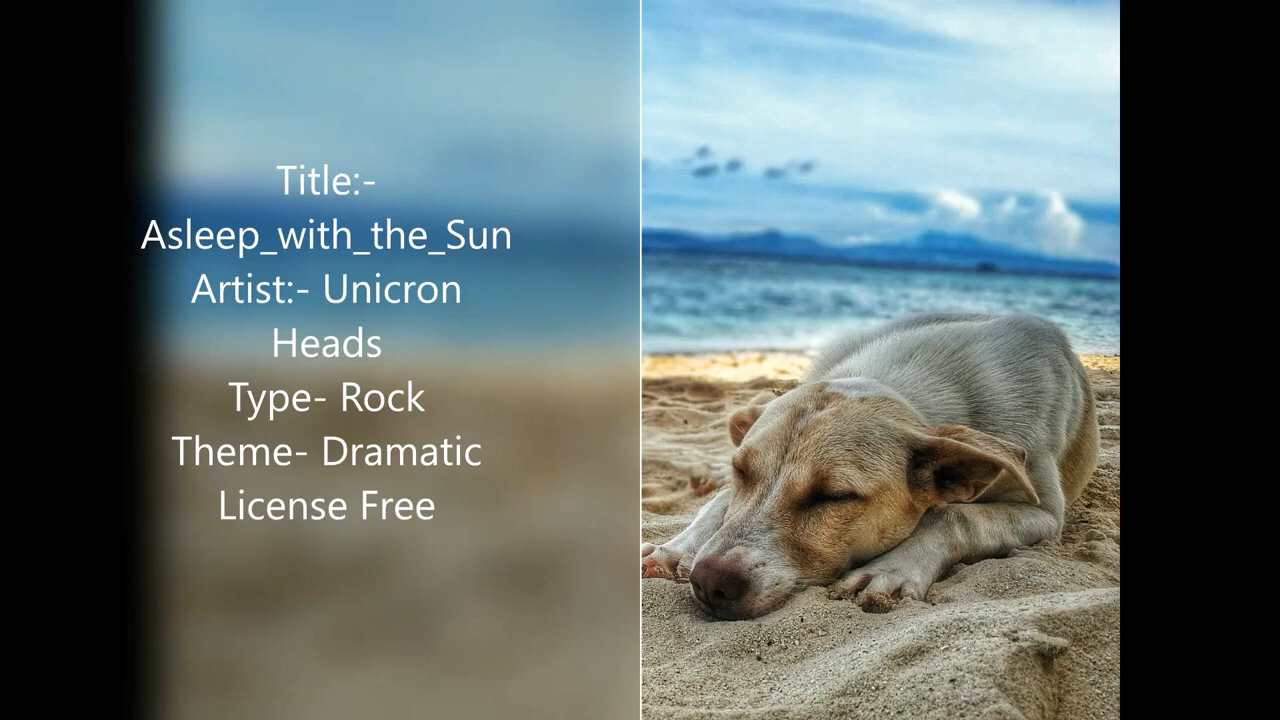 Title:-
Asleep_with_the_Sun
Artist:- Unicron
Heads
Type- Rock
Theme- Dramatic
License Free